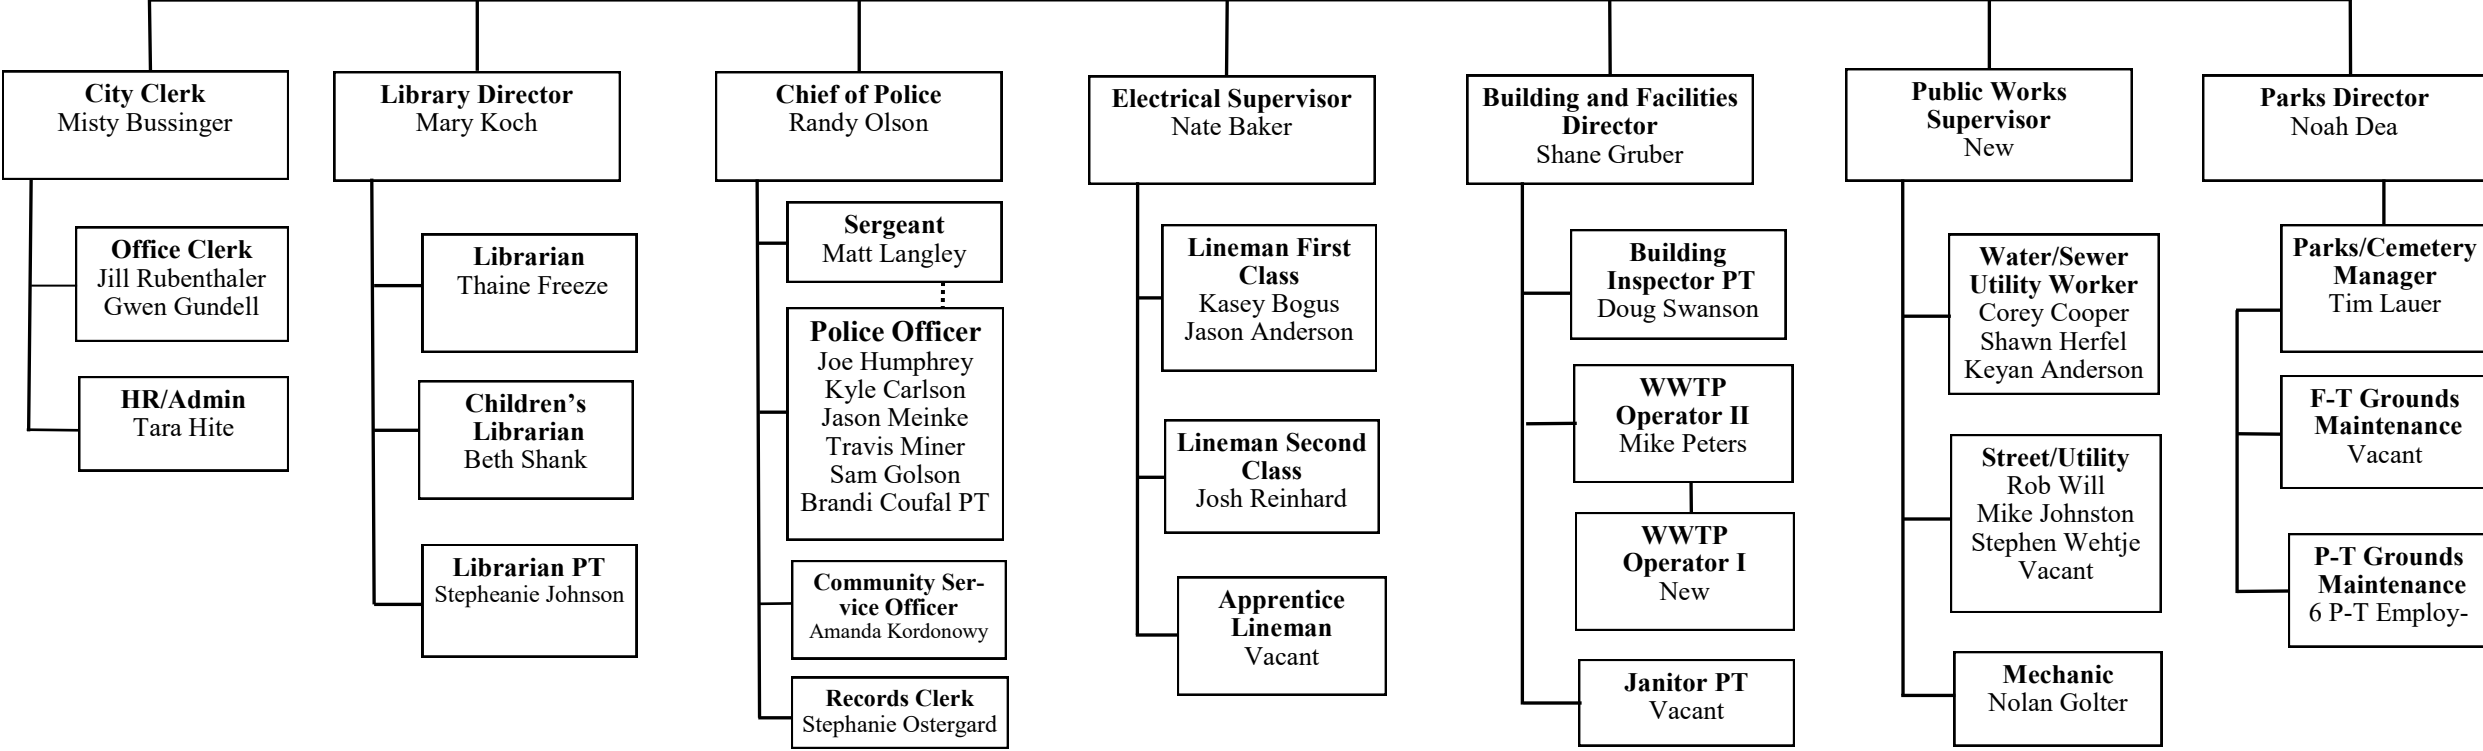 City Clerk
Misty Bussinger
Office Clerk
Jill Rubenthaler
Gwen Gundell
HR/Admin
Tara Hite
Library Director
Mary Koch
Librarian
Thaine Freeze
Children’s
Librarian
Beth Shank
Librarian PT
Stepheanie Johnson
Chief of Police
Randy Olson
Sergeant
Matt Langley
Police Officer
Joe Humphrey
Kyle Carlson
Jason Meinke
Travis Miner
Sam Golson
Brandi Coufal PT
Community Ser-
vice Officer
Amanda Kordonowy
Records Clerk
Stephanie Ostergard
Electrical Supervisor
Nate Baker
Lineman First
Class
Kasey Bogus
Jason Anderson
Lineman Second
Class
Josh Reinhard
Apprentice
Lineman
Vacant
Building and Facilities
Director
Shane Gruber
Building
Inspector PT
Doug Swanson
WWTP
Operator II
Mike Peters
WWTP
Operator I
New
Janitor PT
Vacant
Public Works
Supervisor
New
Water/Sewer
Utility Worker
Corey Cooper
Shawn Herfel
Keyan Anderson
Street/Utility
Rob Will
Mike Johnston
Stephen Wehtje
Vacant
Mechanic
Nolan Golter
Parks Director
Noah Dea
Parks/Cemetery
Manager
Tim Lauer
F-T Grounds
Maintenance
Vacant
P-T Grounds
Maintenance
6 P-T Employ-